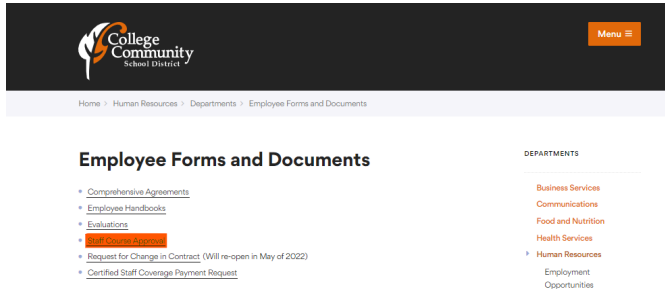 College
Community
School District
Menu ≡
Home > Human Resources > Departments > Employee Forms and Documents
Employee Forms and Documents
Comprehensive Agreements
Employee Handbooks
Evaluations
Staff Course Approval
Request for Change in Contract (Will re-open in May of 2022)
Certified Staff Coverage Payment Request
DEPARTMENTS
Business Services
Communications
Food and Nutrition
Health Services
Human Resources
Employment
Opportunities